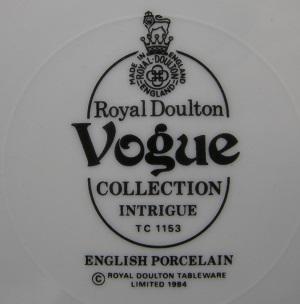 MADE IN ENGLAND
ROYAL·DOULTON
ENGLAND
Royal Doulton
Vogue
COLLECTION
INTRIGUE
TC 1153
ENGLISH PORCELAIN
© ROYAL DOULTON TABLEWARE
LIMITED 1984